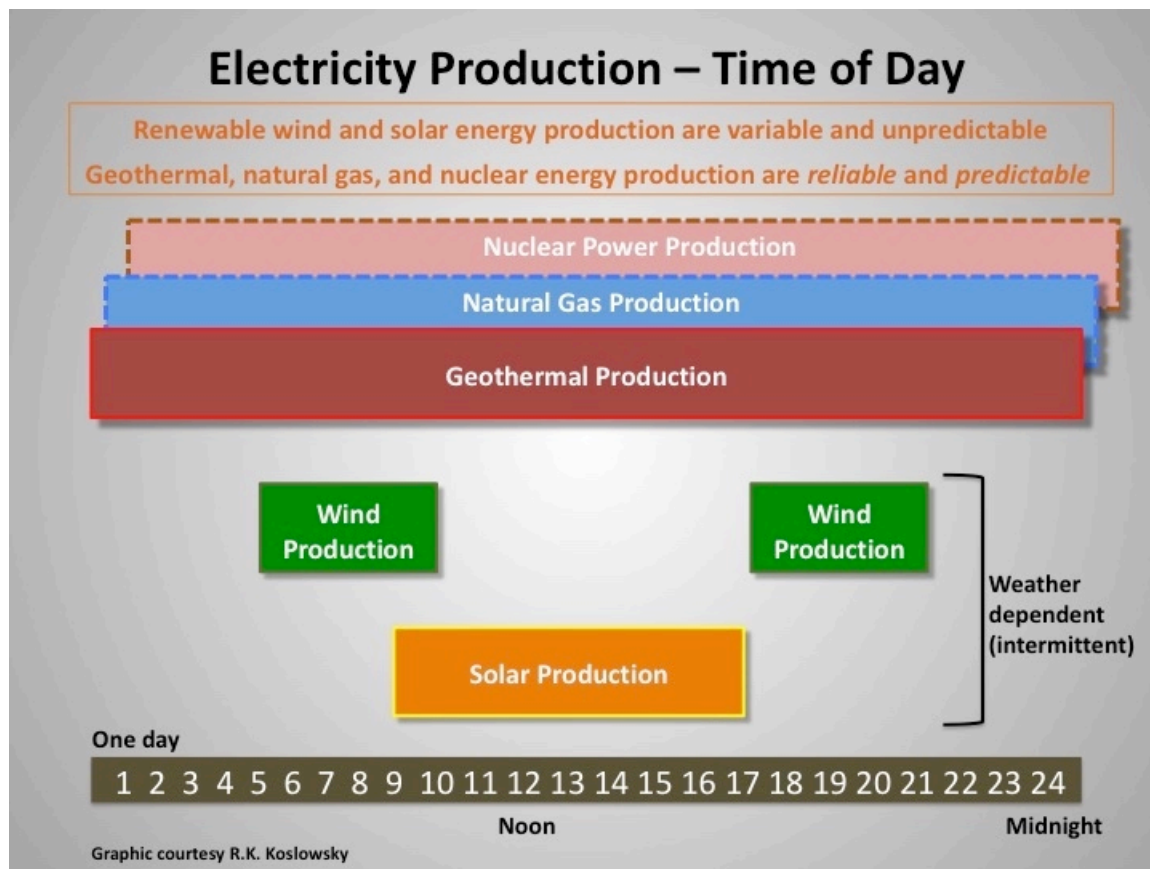 Electricity Production – Time of Day
Renewable wind and solar energy production are variable and unpredictable
Geothermal, natural gas, and nuclear energy production are reliable and predictable
Nuclear Power Production
Natural Gas Production
Geothermal Production
Wind
Production
Wind
Production
Weather
dependent
(intermittent)
Solar Production
One day
1 2 3 4 5 6 7 8 9 10 11 12 13 14 15 16 17 18 19 20 21 22 23 24
Noon
Midnight
Graphic courtesy R.K. Koslowsky